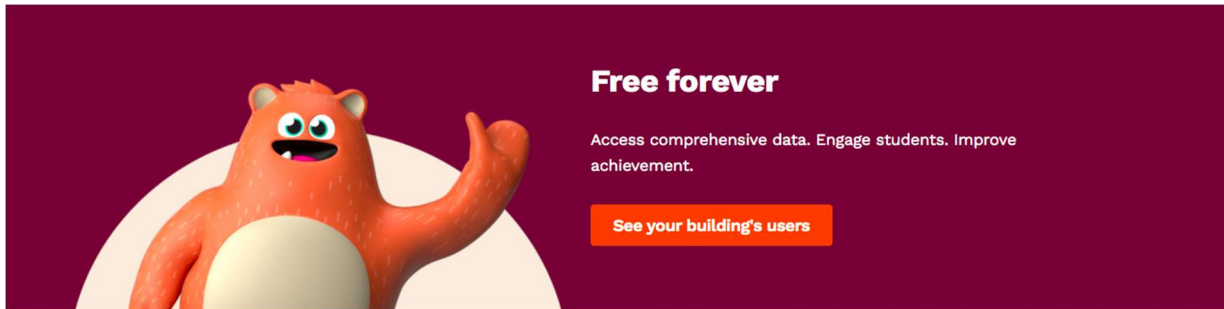 Free forever
Access comprehensive data. Engage students. Improve
achievement.
See your building's users